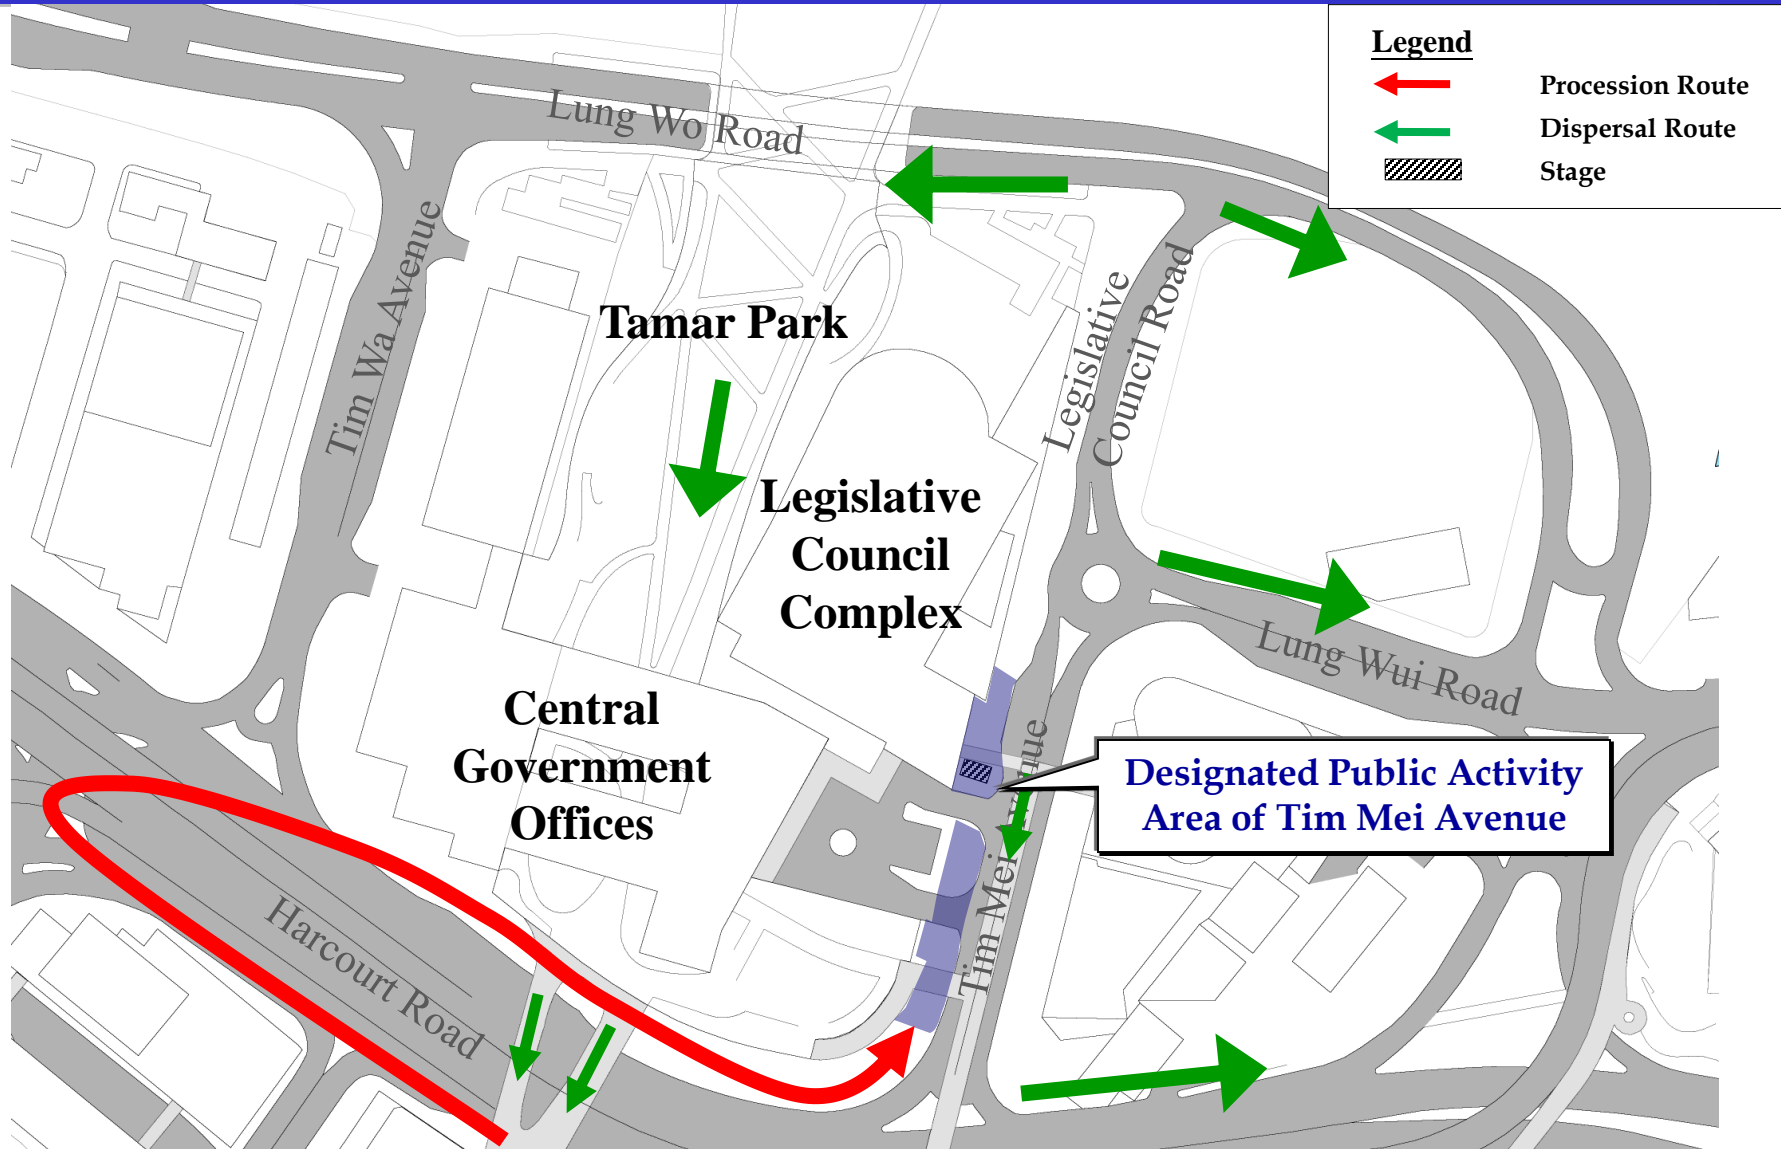 Legend
Procession Route
Dispersal Route
Stage
Lung Wo Road
Tim Wa Avenue
Tamar Park
Legislative
Council Road
Legislative
Council
Complex
Lung Wui Road
Central
Government
Offices
Designated Public Activity
Area of Tim Mei Avenue
Tim Mei Avenue
Harcourt Road